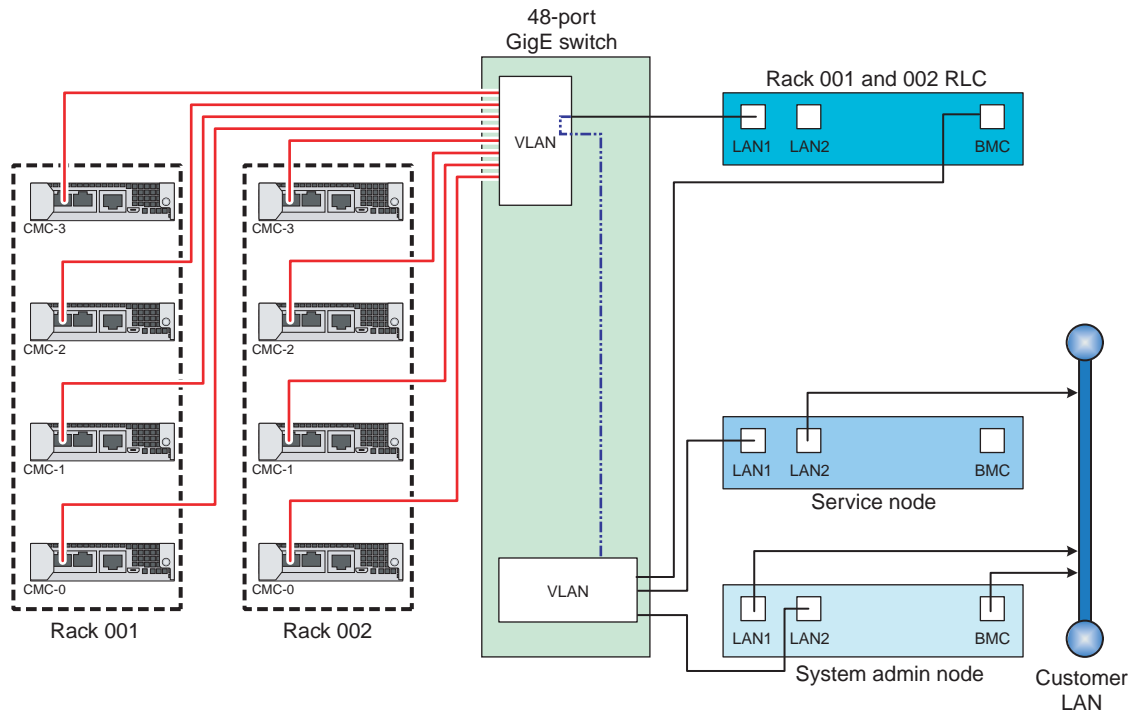 48-port
GigE switch
Rack 001 and 002 RLC
VLAN
LAN1 LAN2 BMC
CMC-3 CMC-3
CMC-2 CMC-2
CMC-1 CMC-1
LAN1 LAN2 BMC
Service node
CMC-0 CMC-0
VLAN
Rack 001 Rack 002
LAN1 LAN2 BMC
System admin node
Customer
LAN